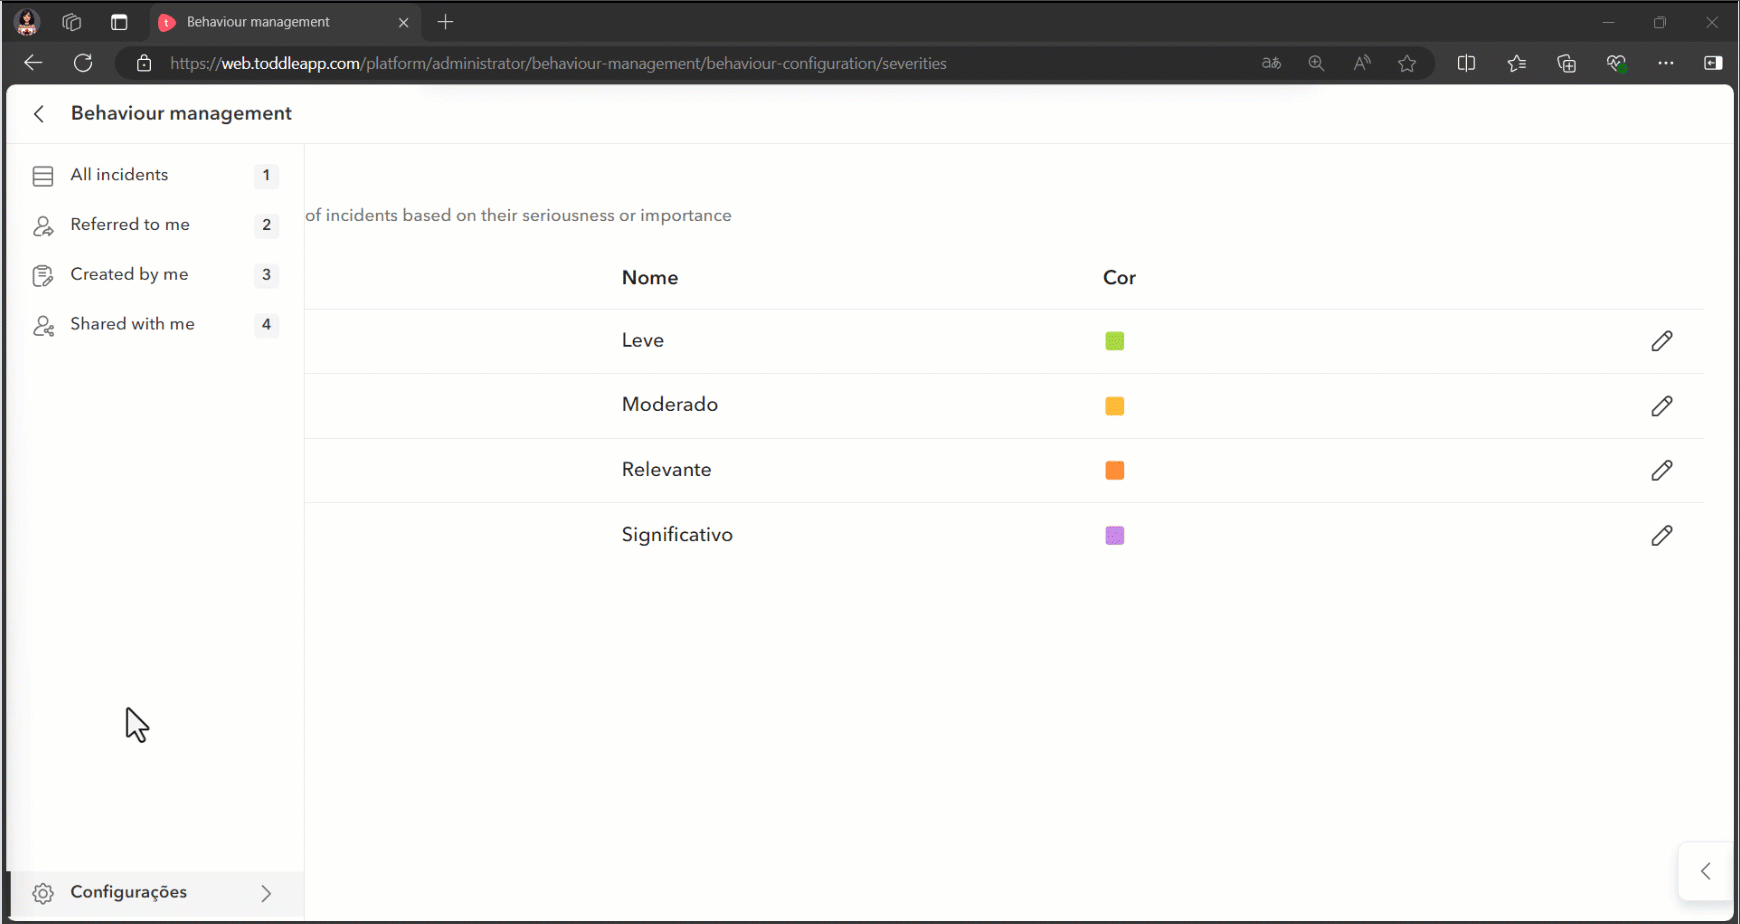 Behaviour management
https://web.toddleapp.com/platform/administrator/behaviour-management/behaviour-configuration/severities
Behaviour management
All incidents 1
Referred to me 2
Created by me 3
Shared with me 4
Configurações
of incidents based on their seriousness or importance
Nome Cor
Leve
Moderado
Relevante
Significativo